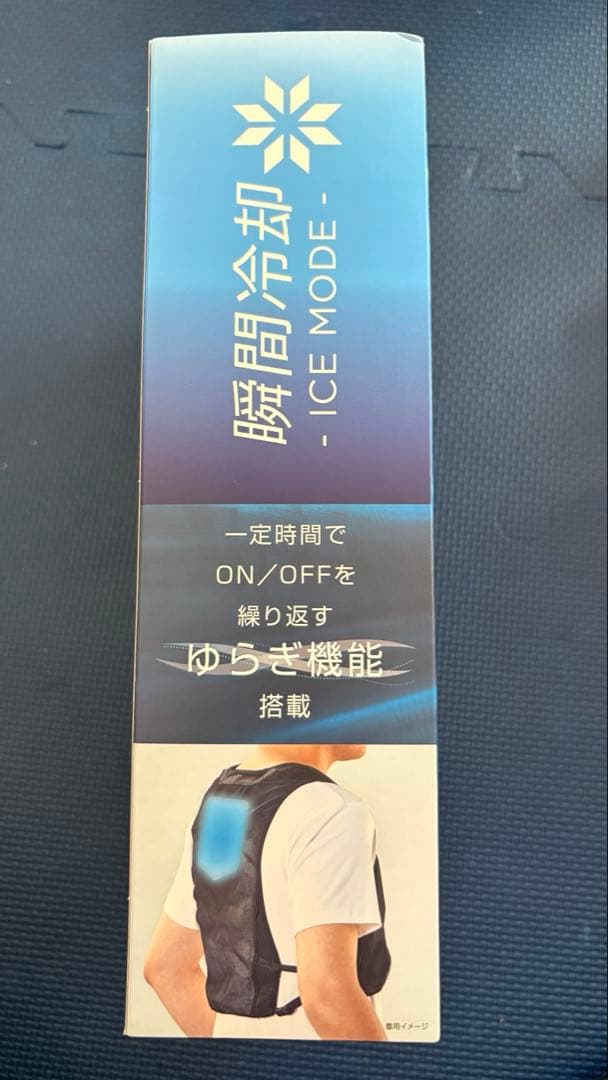 瞬間冷却
- ICE MODE -
一定時間で
ON／OFFを
繰り返す
ゆらぎ機能
搭載
着用イメージ